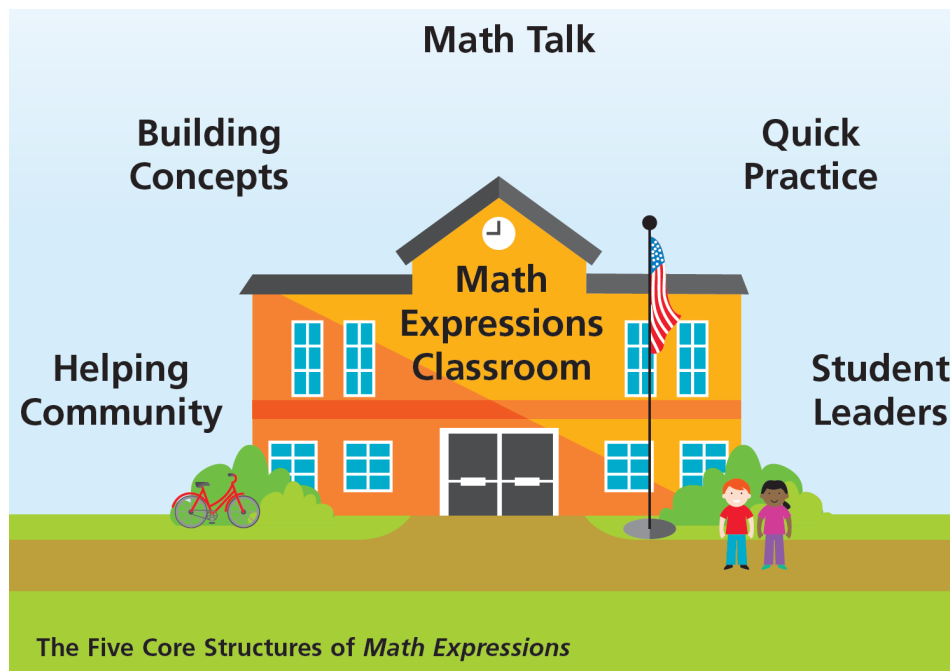 Math Talk
Building
Concepts
Quick
Practice
Math
Expressions
Classroom
Helping
Community
Student
Leaders
The Five Core Structures of Math Expressions